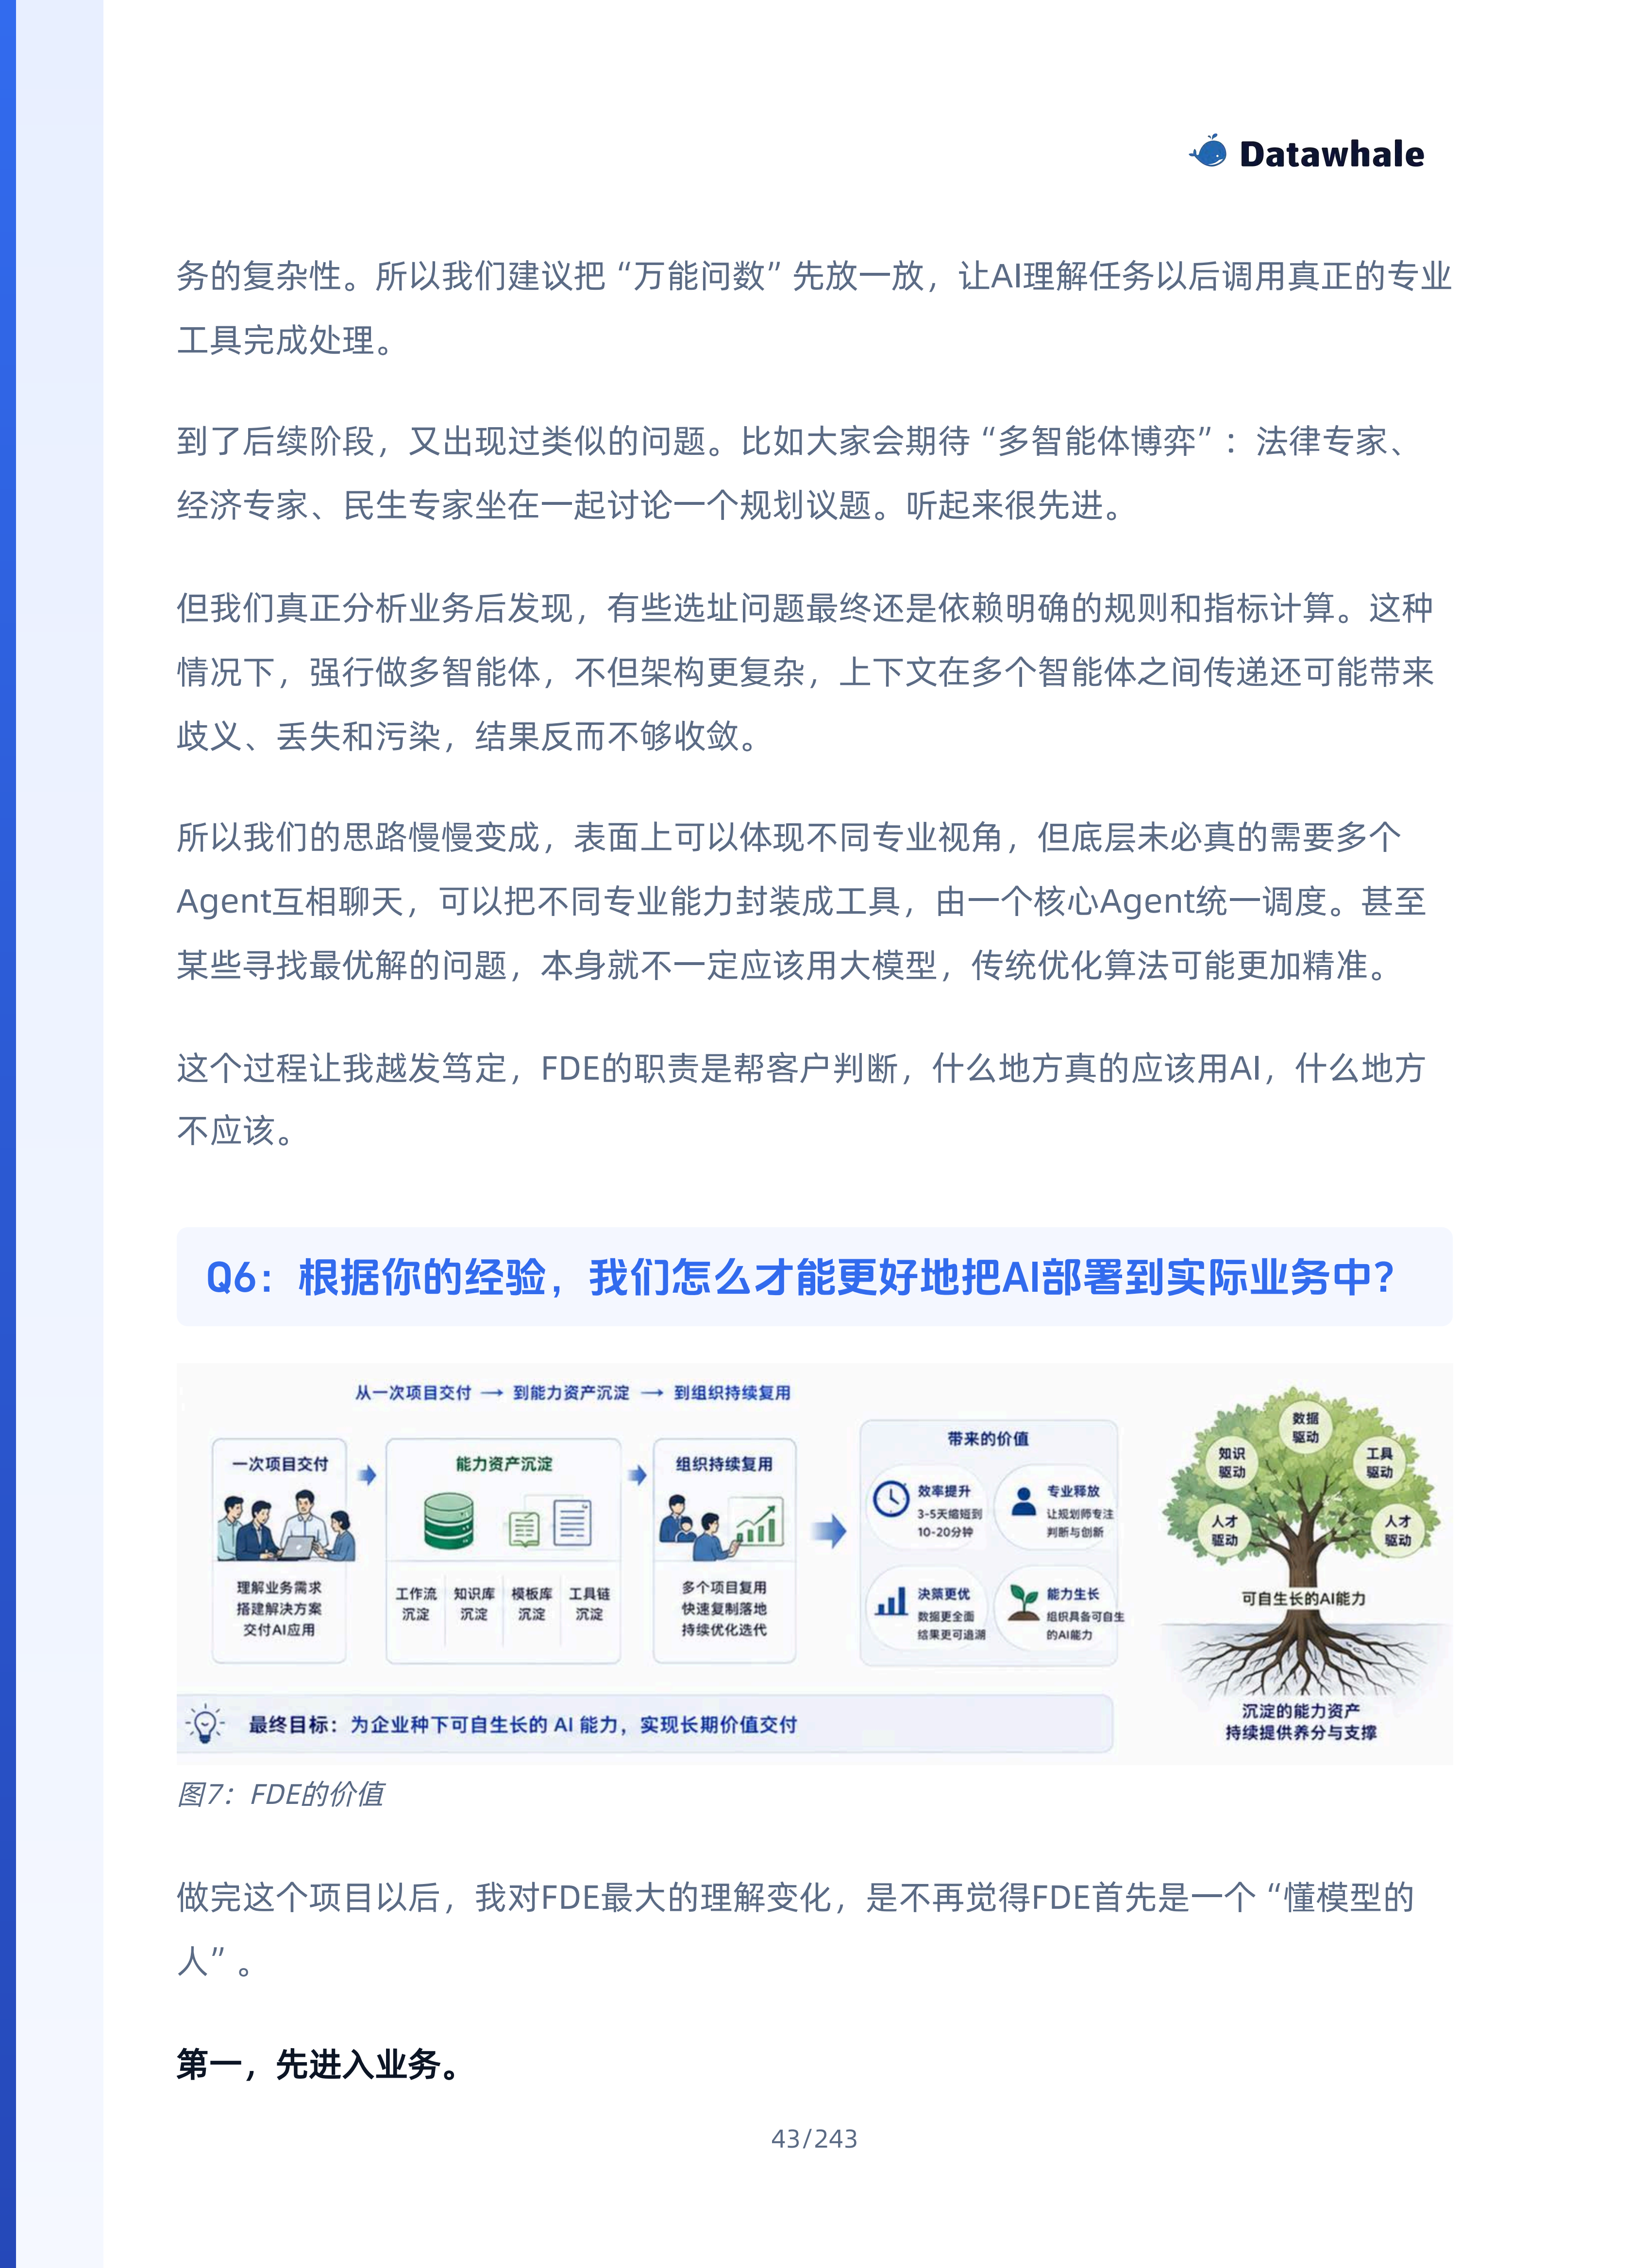 Datawhale
务的复杂性。所以我们建议把“万能问数”先放一放，让AI理解任务以后调用真正的专业
工具完成处理。
到了后续阶段，又出现过类似的问题。比如大家会期待“多智能体博弈”：法律专家、
经济专家、民生专家坐在一起讨论一个规划议题。听起来很先进。
但我们真正分析业务后发现，有些选址问题最终还是依赖明确的规则和指标计算。这种
情况下，强行做多智能体，不但架构更复杂，上下文在多个智能体之间传递还可能带来
歧义、丢失和污染，结果反而不够收敛。
所以我们的思路慢慢变成，表面上可以体现不同专业视角，但底层未必真的需要多个
Agent互相聊天，可以把不同专业能力封装成工具，由一个核心Agent统一调度。甚至
某些寻找最优解的问题，本身就不一定应该用大模型，传统优化算法可能更加精准。
这个过程让我越发笃定，FDE的职责是帮客户判断，什么地方真的应该用AI，什么地方
不应该。
Q6：根据你的经验，我们怎么才能更好地把AI部署到实际业务中？
从一次项目交付 → 到能力资产沉淀 → 到组织持续复用
一次项目交付
理解业务需求
搭建解决方案
交付AI应用
能力资产沉淀
工作流 知识库 模板库 工具链
沉淀 沉淀 沉淀 沉淀
组织持续复用
多个项目复用
快速复制落地
持续优化迭代
带来的价值
效率提升
3-5天缩短到
10-20分钟
专业释放
让规划师专注
判断与创新
决策更优
数据更全面
结果更可追溯
能力生长
组织具备可自生
的AI能力
数据
驱动
知识
驱动
工具
驱动
人才
驱动
人才
驱动
可自生长的AI能力
沉淀的能力资产
持续提供养分与支撑
最终目标：为企业种下可自生长的 AI 能力，实现长期价值交付
图7：FDE的价值
做完这个项目以后，我对FDE最大的理解变化，是不再觉得FDE首先是一个“懂模型的
人”。
第一，先进入业务。
43/243